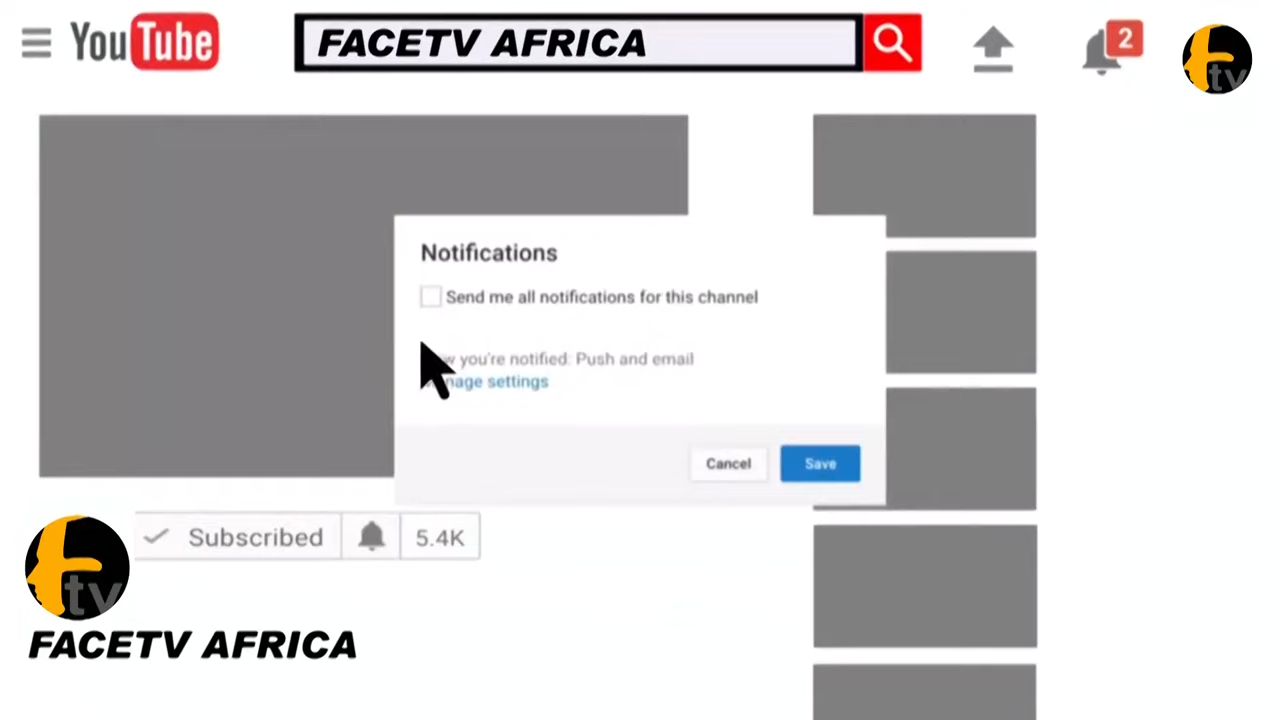 YouTube
FACETV AFRICA
2
tv
Notifications
Send me all notifications for this channel
you're notified: Push and email
settings
Cancel
Save
Subscribed
5.4K
tv
FACETV AFRICA